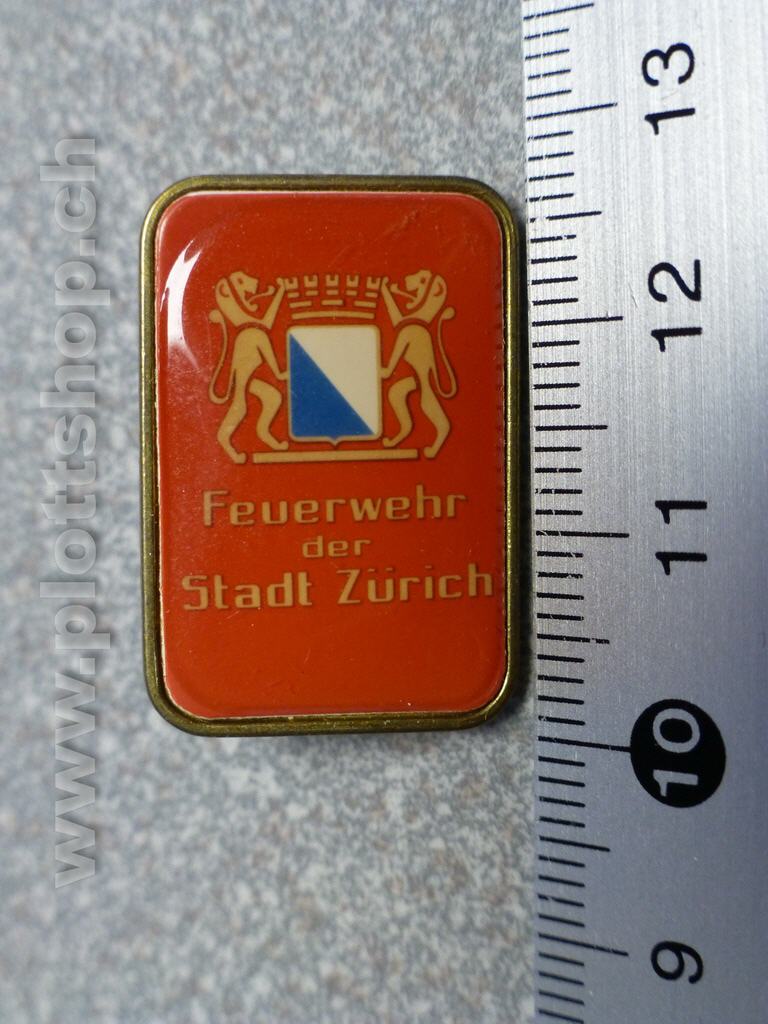 Feuerwehr
der
Stadt Zürich
13
12
11
10
9
www.plottshop.ch